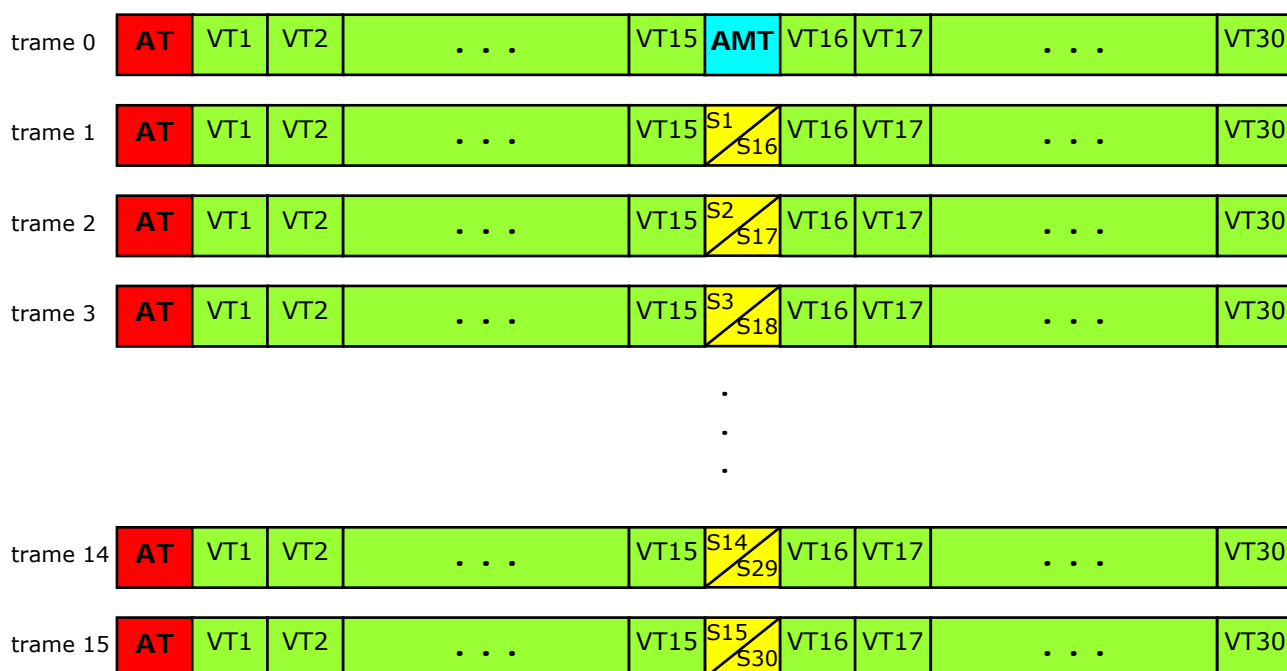 trame 0 AT VT1 VT2 . . . VT15 AMT VT16 VT17 . . . VT30
trame 1 AT VT1 VT2 . . . VT15 S1 S16 VT16 VT17 . . . VT30
trame 2 AT VT1 VT2 . . . VT15 S2 S17 VT16 VT17 . . . VT30
trame 3 AT VT1 VT2 . . . VT15 S3 S18 VT16 VT17 . . . VT30
.
.
.
trame 14 AT VT1 VT2 . . . VT15 S14 S29 VT16 VT17 . . . VT30
trame 15 AT VT1 VT2 . . . VT15 S15 S30 VT16 VT17 . . . VT30